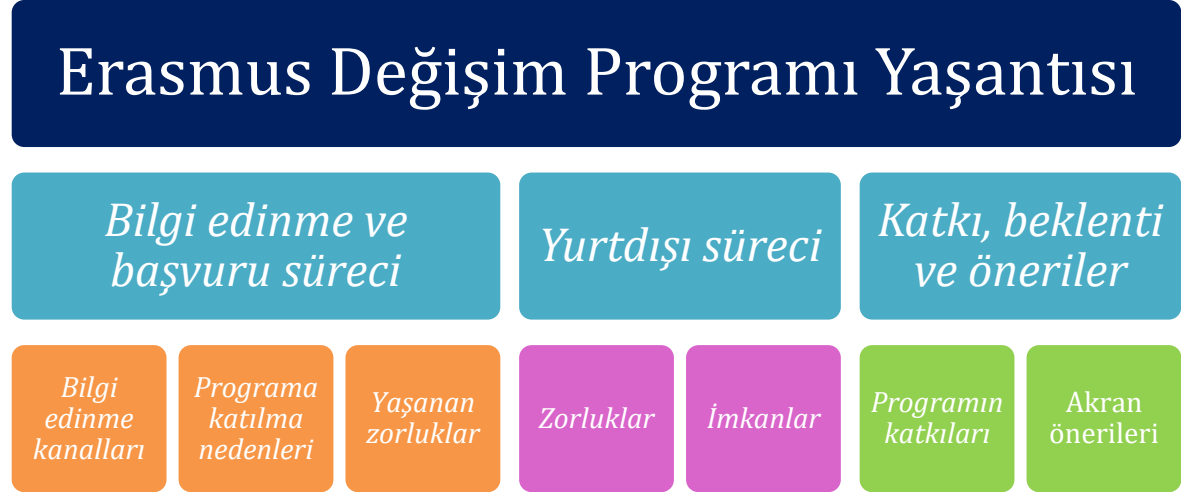 Erasmus Değişim Programı Yaşantısı
Bilgi edinme ve
başvuru süreci
Yurtdışı süreci
Katkı, beklenti
ve öneriler
Bilgi
edinme
kanalları
Programa
katılma
nedenleri
Yaşanan
zorluklar
Zorluklar
İmkanlar
Programın
katkıları
Akran
önerileri